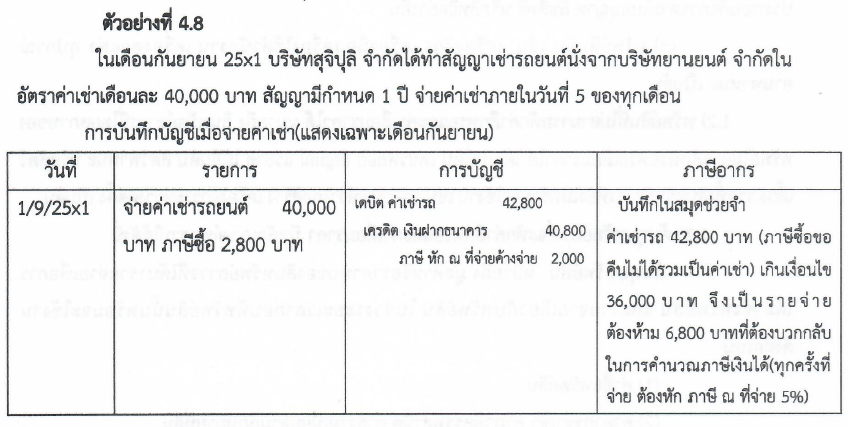 ตัวอย่างที่ 4.8
ในเดือนกันยายน 25x1 บริษัทสุจิปุลิ จำกัดได้ทำสัญญาเช่ารถยนต์นั่งจากบริษัทยานยนต์ จำกัดใน
อัตราค่าเช่าเดือนละ 40,000 บาท สัญญามีกำหนด 1 ปี จ่ายค่าเช่าภายในวันที่ 5 ของทุกเดือน
การบันทึกบัญชีเมื่อจ่ายค่าเช่า(แสดงเฉพาะเดือนกันยายน)
วันที่ รายการ การบัญชี ภาษีอากร
1/9/25x1 จ่ายค่าเช่ารถยนต์ 40,000
บาท ภาษีซื้อ 2,800 บาท
เดบิต ค่าเช่ารถ 42,800
เครดิต เงินฝากธนาคาร 40,800
ภาษี หัก ณ ที่จ่ายค้างจ่าย 2,000
บันทึกในสมุดช่วยจำ
ค่าเช่ารถ 42,800 บาท (ภาษีซื้อขอ
คืนไม่ได้รวมเป็นค่าเช่า) เกินเงื่อนไข
36,000 บาท จึงเป็นรายจ่าย
ต้องห้าม 6,800 บาทที่ต้องบวกกลับ
ในการคำนวณภาษีเงินได้(ทุกครั้งที่
จ่าย ต้องหัก ภาษี ณ ที่จ่าย 5%)